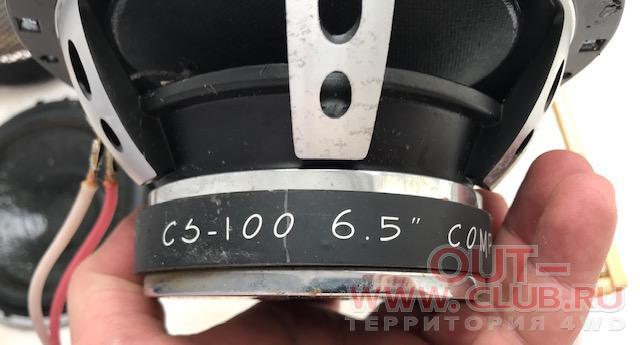 CS-100 6.5" COMP
OUT-
WWW.CLUB.RU
ТЕРРИТОРИЯ 4WD